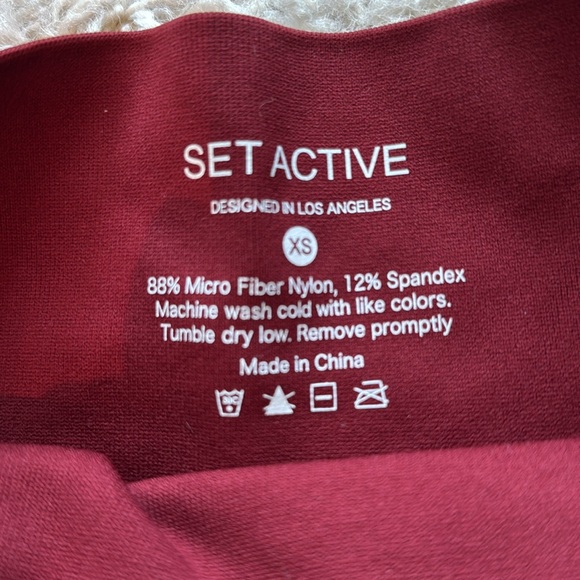 SET ACTIVE
DESIGNED IN LOS ANGELES
XS
88% Micro Fiber Nylon, 12% Spandex
Machine wash cold with like colors.
Tumble dry low. Remove promptly
Made in China